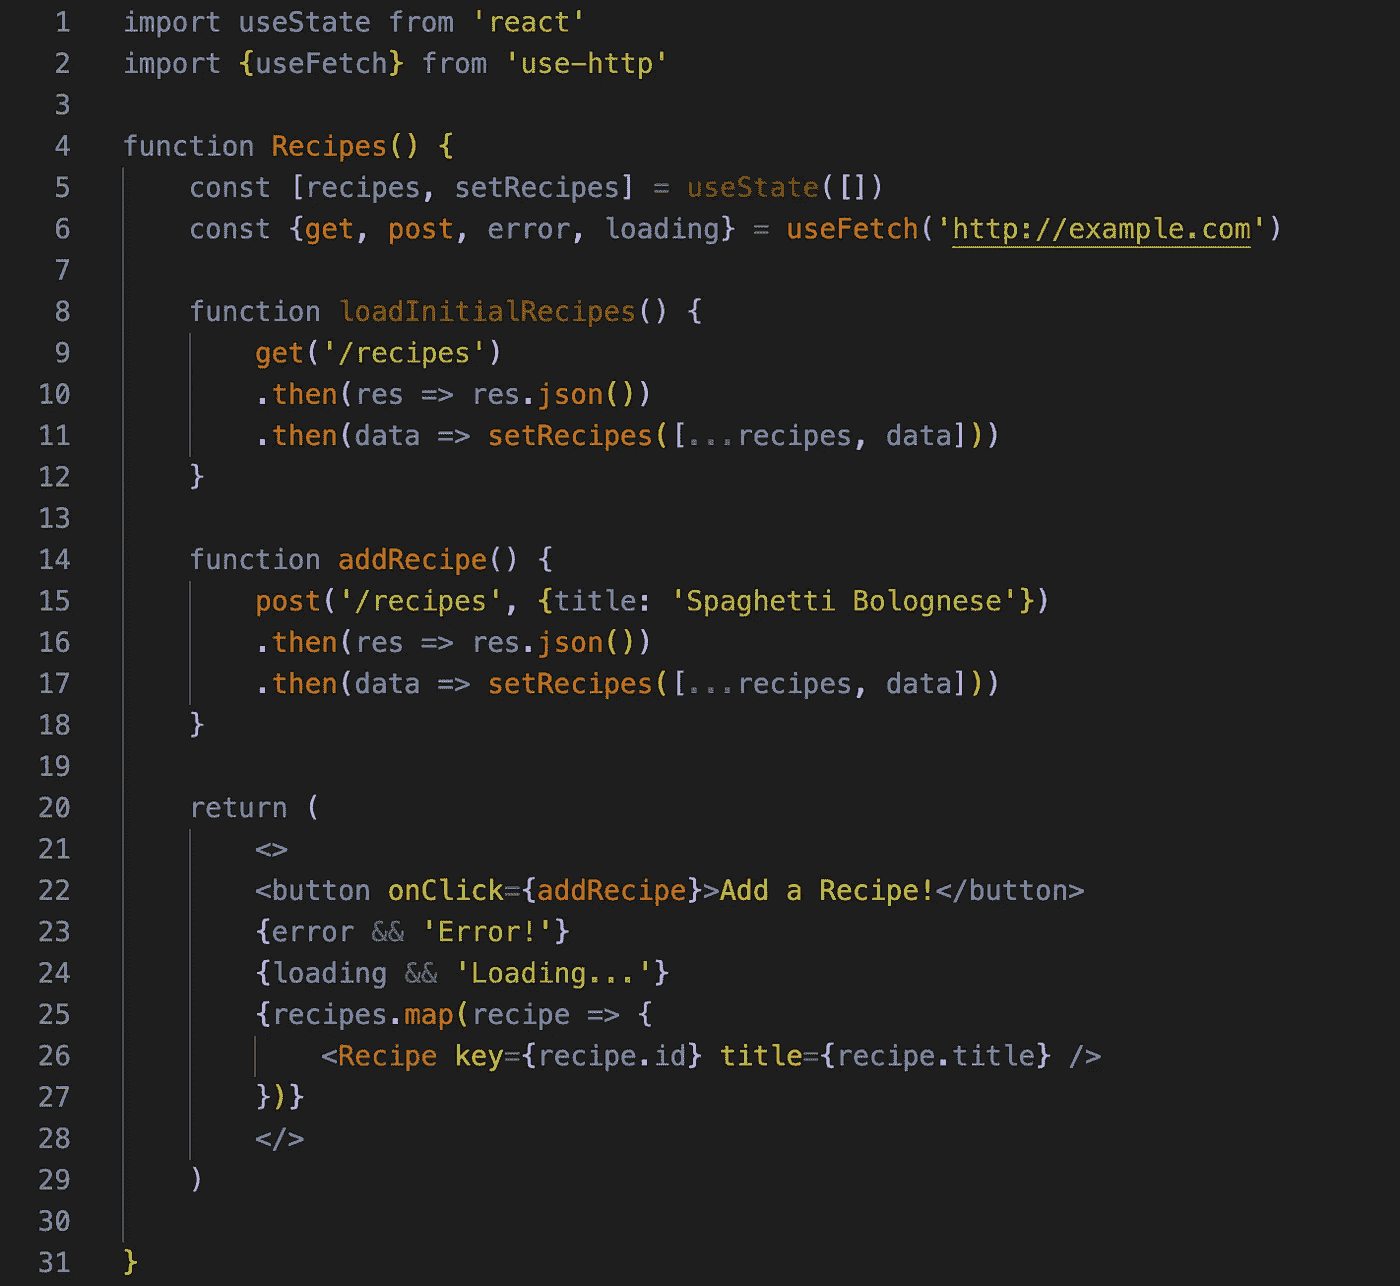 1 import useState from 'react'
2 import {useFetch} from 'use-http'
3
4 function Recipes() {
5     const [recipes, setRecipes] = useState([])
6     const {get, post, error, loading} = useFetch('http://example.com')
7
8     function loadInitialRecipes() {
9         get('/recipes')
10         .then(res => res.json())
11         .then(data => setRecipes([...recipes, data]))
12     }
13
14     function addRecipe() {
15         post('/recipes', {title: 'Spaghetti Bolognese'})
16         .then(res => res.json())
17         .then(data => setRecipes([...recipes, data]))
18     }
19
20     return (
21         <>
22         <button onClick={addRecipe}>Add a Recipe!</button>
23         {error && 'Error!'}
24         {loading && 'Loading...'}
25         {recipes.map(recipe => {
26             <Recipe key={recipe.id} title={recipe.title} />
27         })}
28         </>
29     )
30
31 }